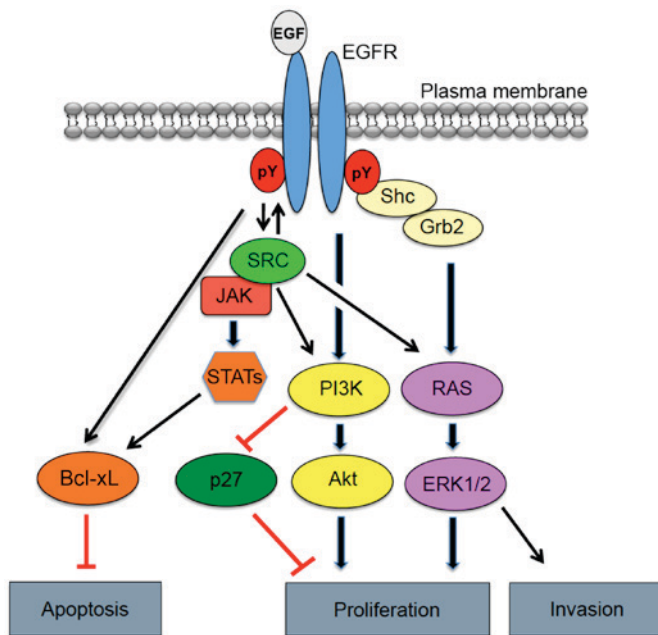 EGF
EGFR
Plasma membrane
pY
pY
Shc
Grb2
SRC
JAK
STATs
PI3K
RAS
Bcl-xL
p27
Akt
ERK1/2
Apoptosis
Proliferation
Invasion